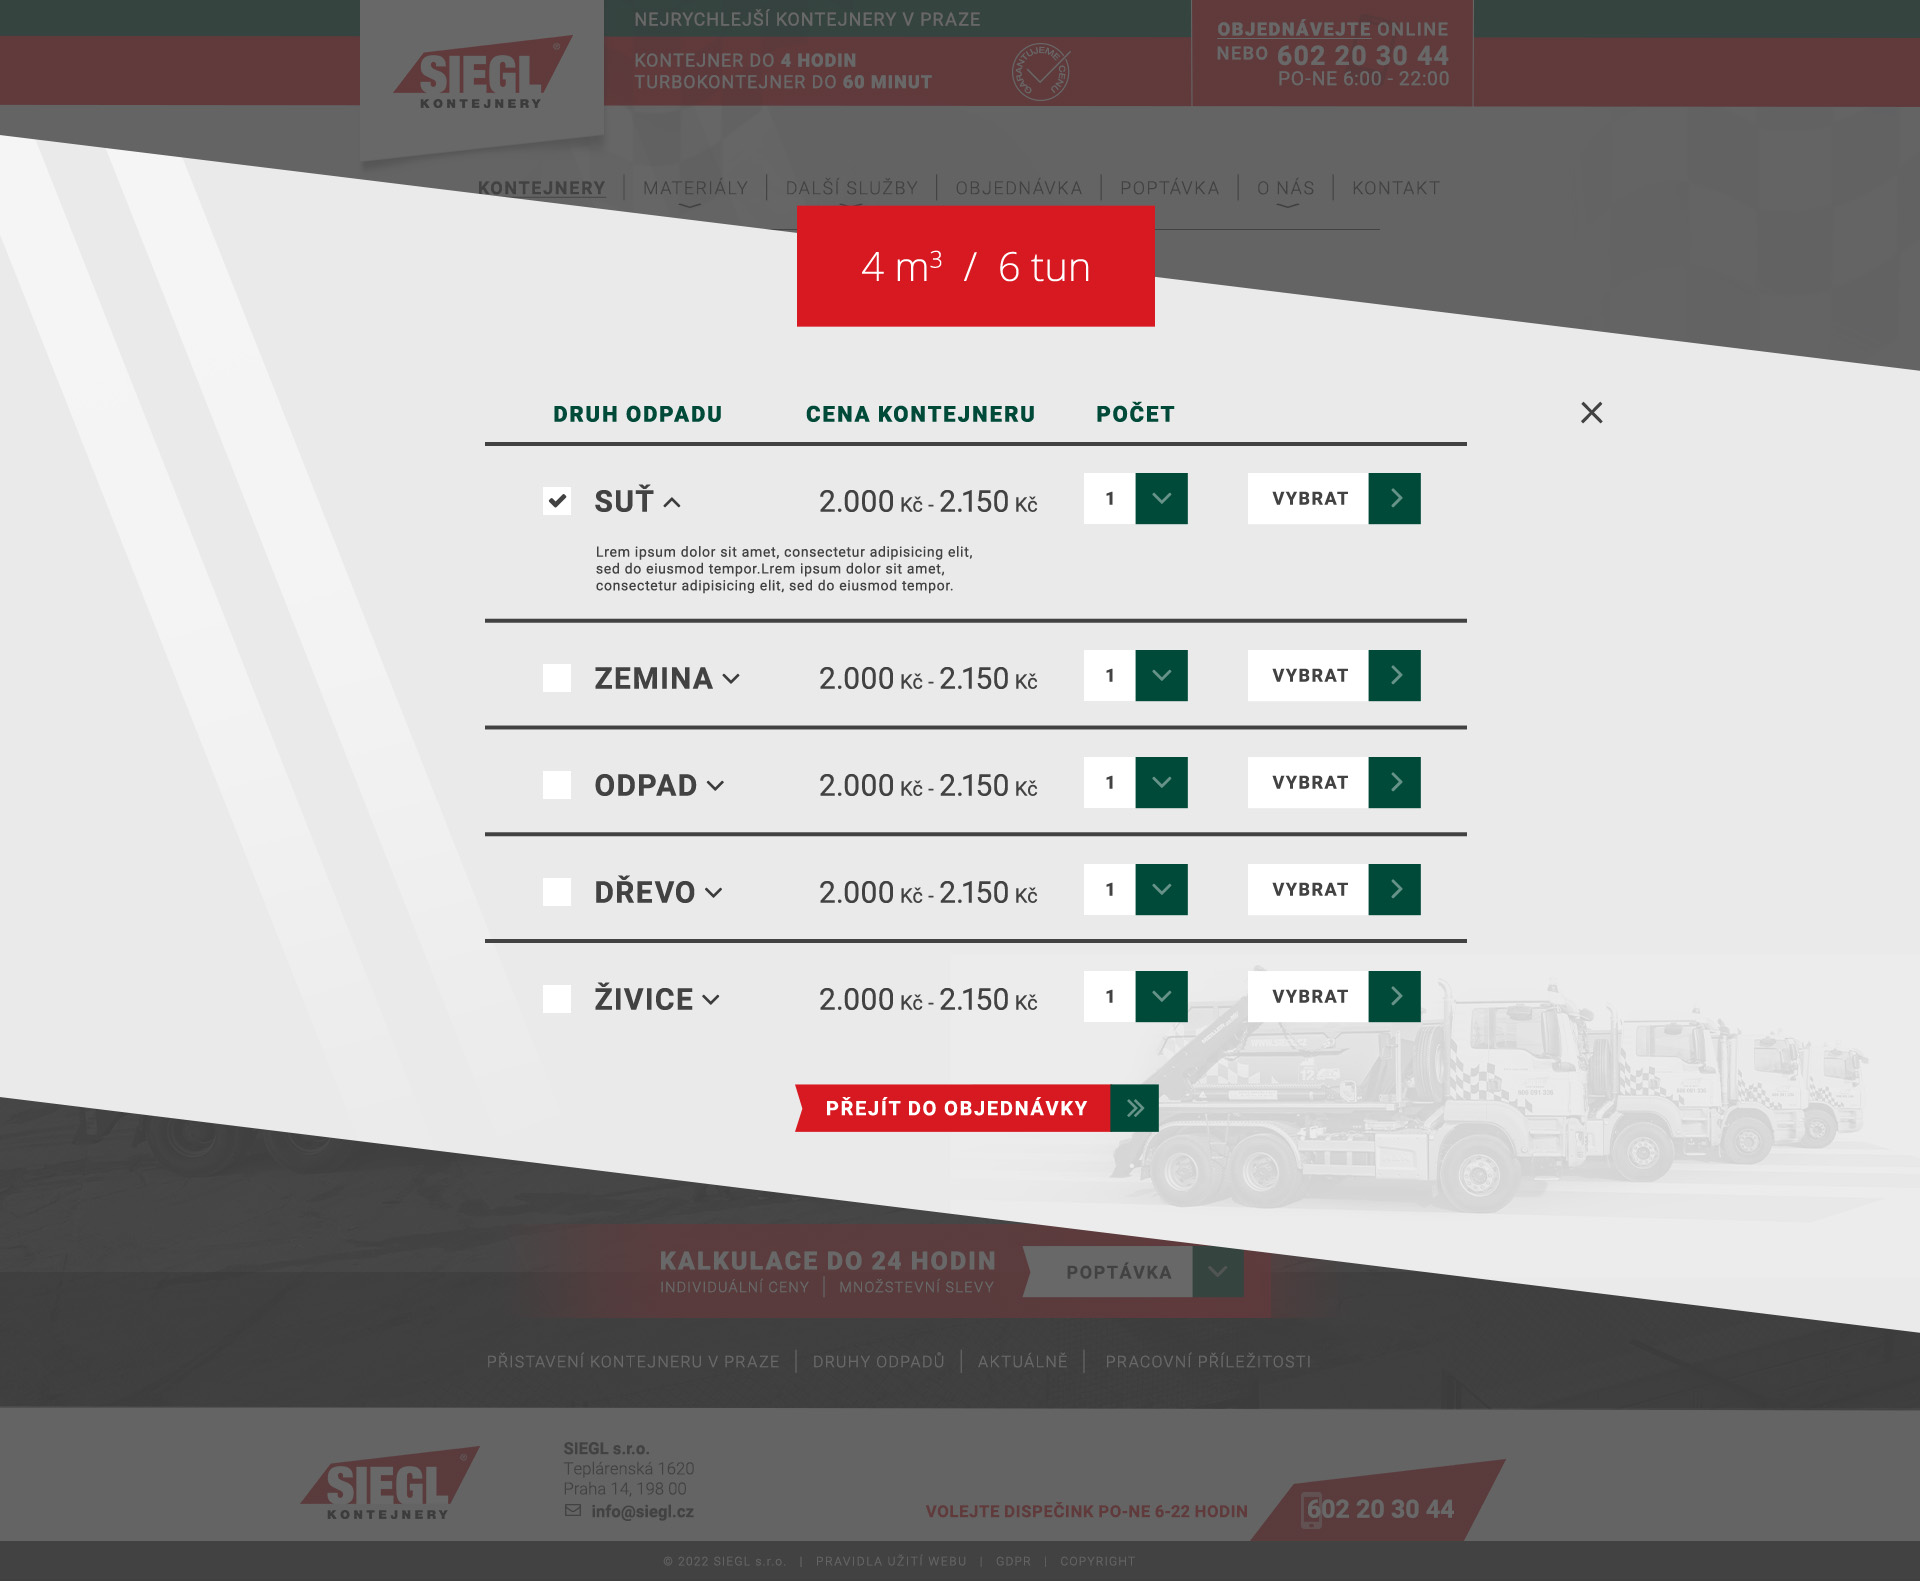 NEJRYCHLEJŠÍ KONTEJNERY V PRAZE
SIEGL ®
KONTEJNERY
KONTEJNER DO 4 HODIN
TURBOKONTEJNER DO 60 MINUT
GARANTUJEME CENU
OBJEDNÁVEJTE ONLINE
NEBO 602 20 30 44
PO-NE 6:00 - 22:00
KONTEJNERY MATERIÁLY DALŠÍ SLUŽBY OBJEDNÁVKA POPTÁVKA O NÁS KONTAKT
4 m³ / 6 tun
DRUH ODPADU CENA KONTEJNERU POČET
SUŤ 2.000 Kč - 2.150 Kč 1 VYBRAT
Lrem ipsum dolor sit amet, consectetur adipisicing elit,
sed do eiusmod tempor.Lrem ipsum dolor sit amet,
consectetur adipisicing elit, sed do eiusmod tempor.
ZEMINA 2.000 Kč - 2.150 Kč 1 VYBRAT
ODPAD 2.000 Kč - 2.150 Kč 1 VYBRAT
DŘEVO 2.000 Kč - 2.150 Kč 1 VYBRAT
ŽIVICE 2.000 Kč - 2.150 Kč 1 VYBRAT
PŘEJÍT DO OBJEDNÁVKY
KALKULACE DO 24 HODIN
INDIVIDUÁLNÍ CENY | MNOŽSTEVNÍ SLEVY
POPTÁVKA
PŘISTAVENÍ KONTEJNERU V PRAZE | DRUHY ODPADŮ | AKTUÁLNĚ | PRACOVNÍ PŘÍLEŽITOSTI
SIEGL ®
KONTEJNERY
SIEGL s.r.o.
Teplárenská 1620
Praha 14, 198 00
info@siegl.cz
VOLEJTE DISPEČINK PO-NE 6-22 HODIN
602 20 30 44
© 2022 SIEGL s.r.o. | PRAVIDLA UŽITÍ WEBU | GDPR | COPYRIGHT